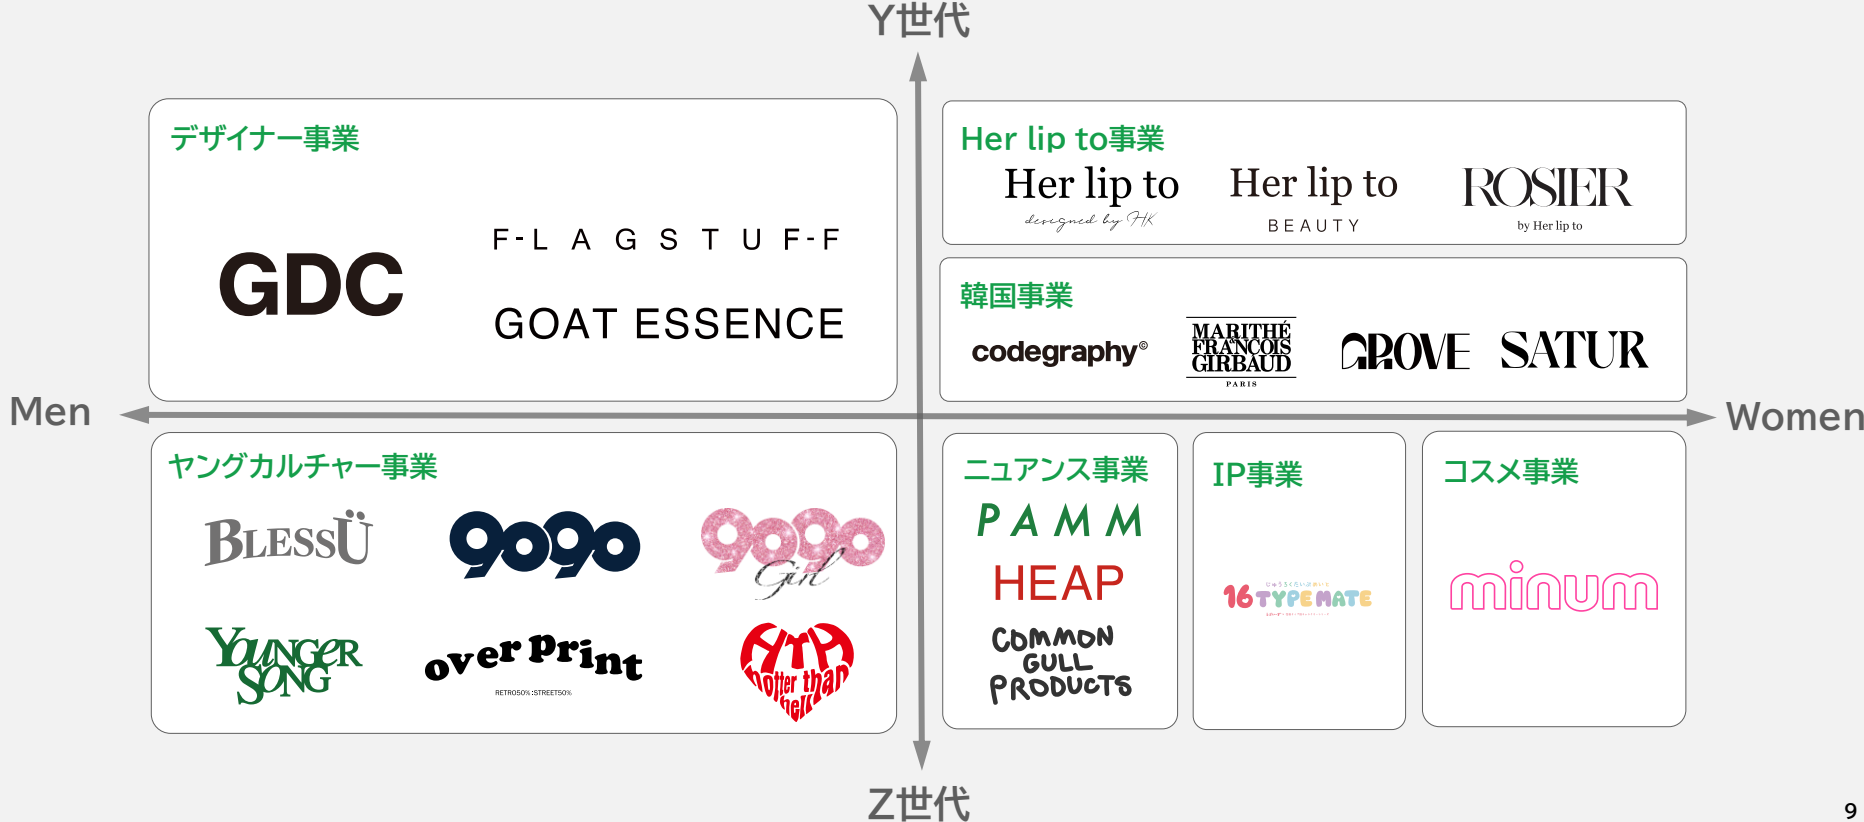 Y世代
デザイナー事業
GDC
F-LAGSTUF-F
GOAT ESSENCE
Her lip to事業
Her lip to
designed by HK
Her lip to
BEAUTY
ROSIER
by Her lip to
韓国事業
codegraphy©
MARITHÉ
FRANCOIS
&
GIRBAUD
PARIS
GROVE
SATUR
Men
Women
ヤングカルチャー事業
BLESSÜ
9090
9090
Girl
YOUNGER
SONG
over print
RETRO50%:STREET50%
HTH
hotter than
hell
ニュアンス事業
PAMM
HEAP
COMMON
GULL
PRODUCTS
IP事業
16TYPEMATE
コスメ事業
minum
Z世代
9